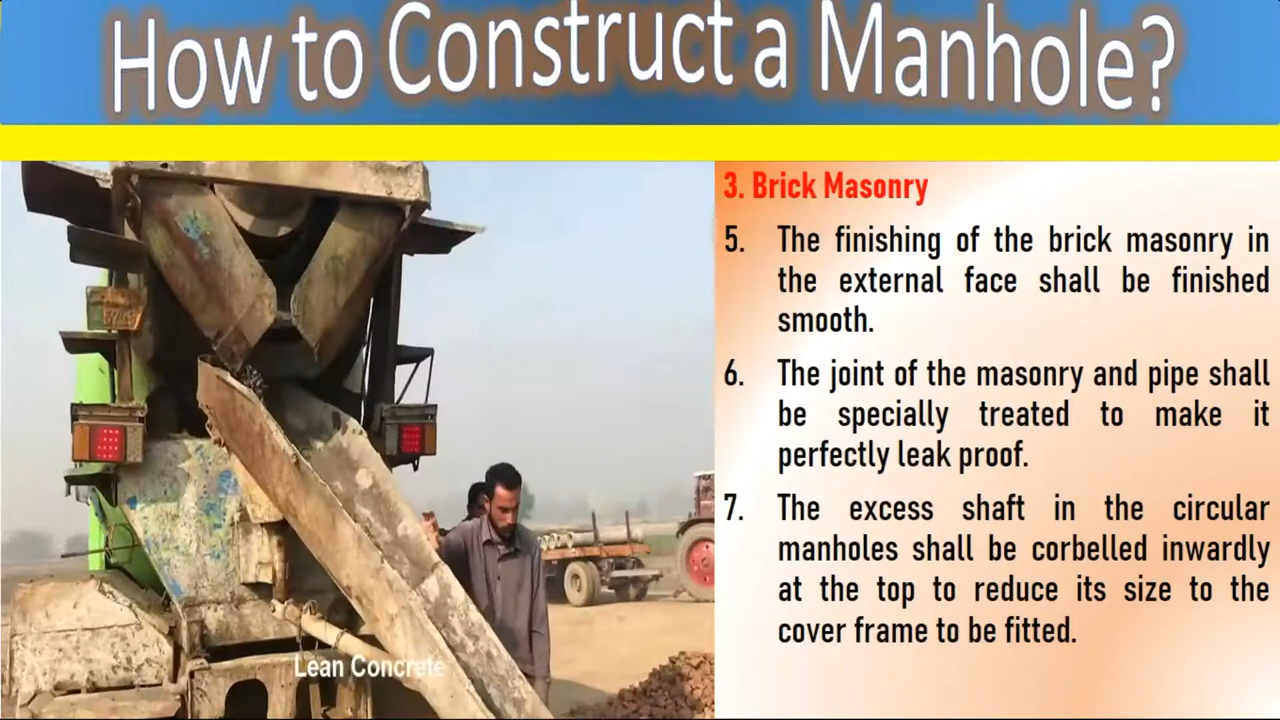 How to Construct a Manhole?
3. Brick Masonry
5. The finishing of the brick masonry in
the external face shall be finished
smooth.
6. The joint of the masonry and pipe shall
be specially treated to make it
perfectly leak proof.
7. The excess shaft in the circular
manholes shall be corbelled inwardly
at the top to reduce its size to the
cover frame to be fitted.
Lean Concrete